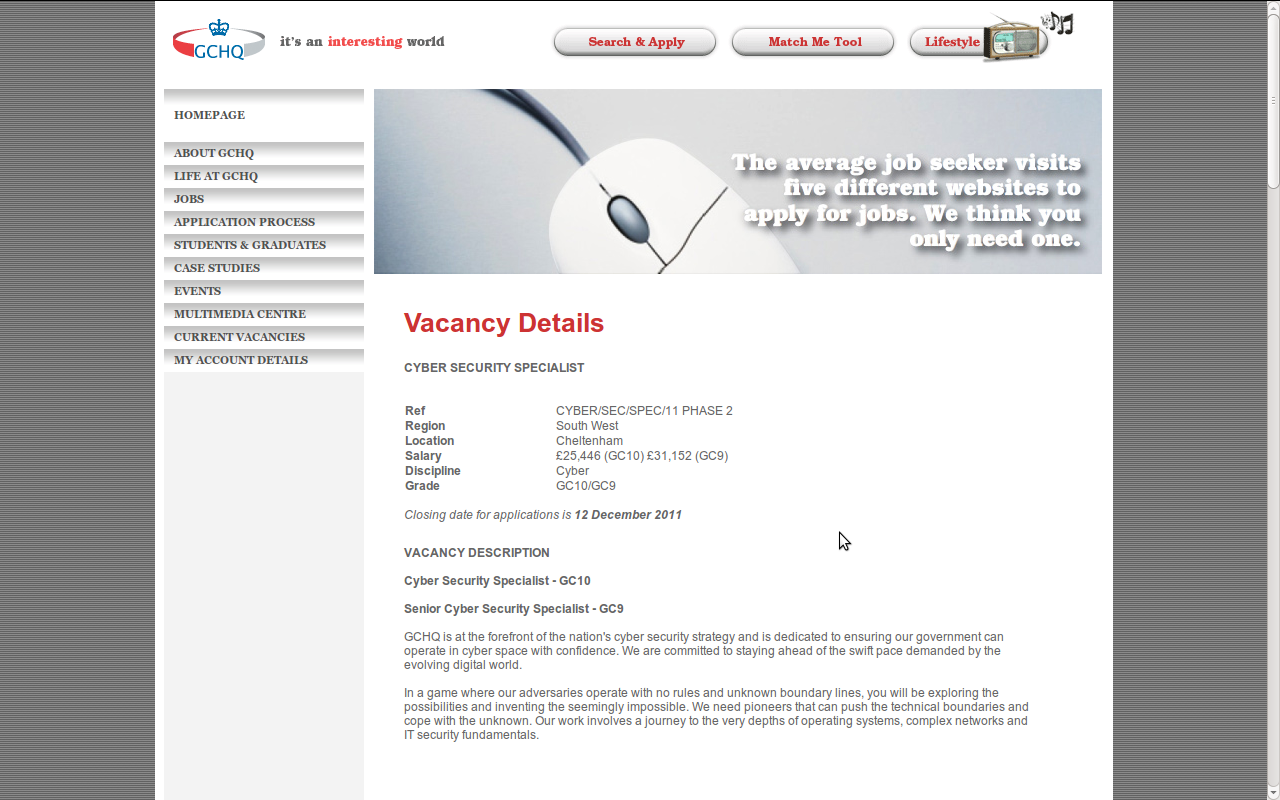 GCHQ
it's an interesting world
Search & Apply
Match Me Tool
Lifestyle
HOMEPAGE
ABOUT GCHQ
LIFE AT GCHQ
JOBS
APPLICATION PROCESS
STUDENTS & GRADUATES
CASE STUDIES
EVENTS
MULTIMEDIA CENTRE
CURRENT VACANCIES
MY ACCOUNT DETAILS
The average job seeker visits
five different websites to
apply for jobs. We think you
only need one.
Vacancy Details
CYBER SECURITY SPECIALIST
Ref CYBER/SEC/SPEC/11 PHASE 2
Region South West
Location Cheltenham
Salary £25,446 (GC10) £31,152 (GC9)
Discipline Cyber
Grade GC10/GC9
Closing date for applications is 12 December 2011
VACANCY DESCRIPTION
Cyber Security Specialist - GC10
Senior Cyber Security Specialist - GC9
GCHQ is at the forefront of the nation's cyber security strategy and is dedicated to ensuring our government can
operate in cyber space with confidence. We are committed to staying ahead of the swift pace demanded by the
evolving digital world.
In a game where our adversaries operate with no rules and unknown boundary lines, you will be exploring the
possibilities and inventing the seemingly impossible. We need pioneers that can push the technical boundaries and
cope with the unknown. Our work involves a journey to the very depths of operating systems, complex networks and
IT security fundamentals.